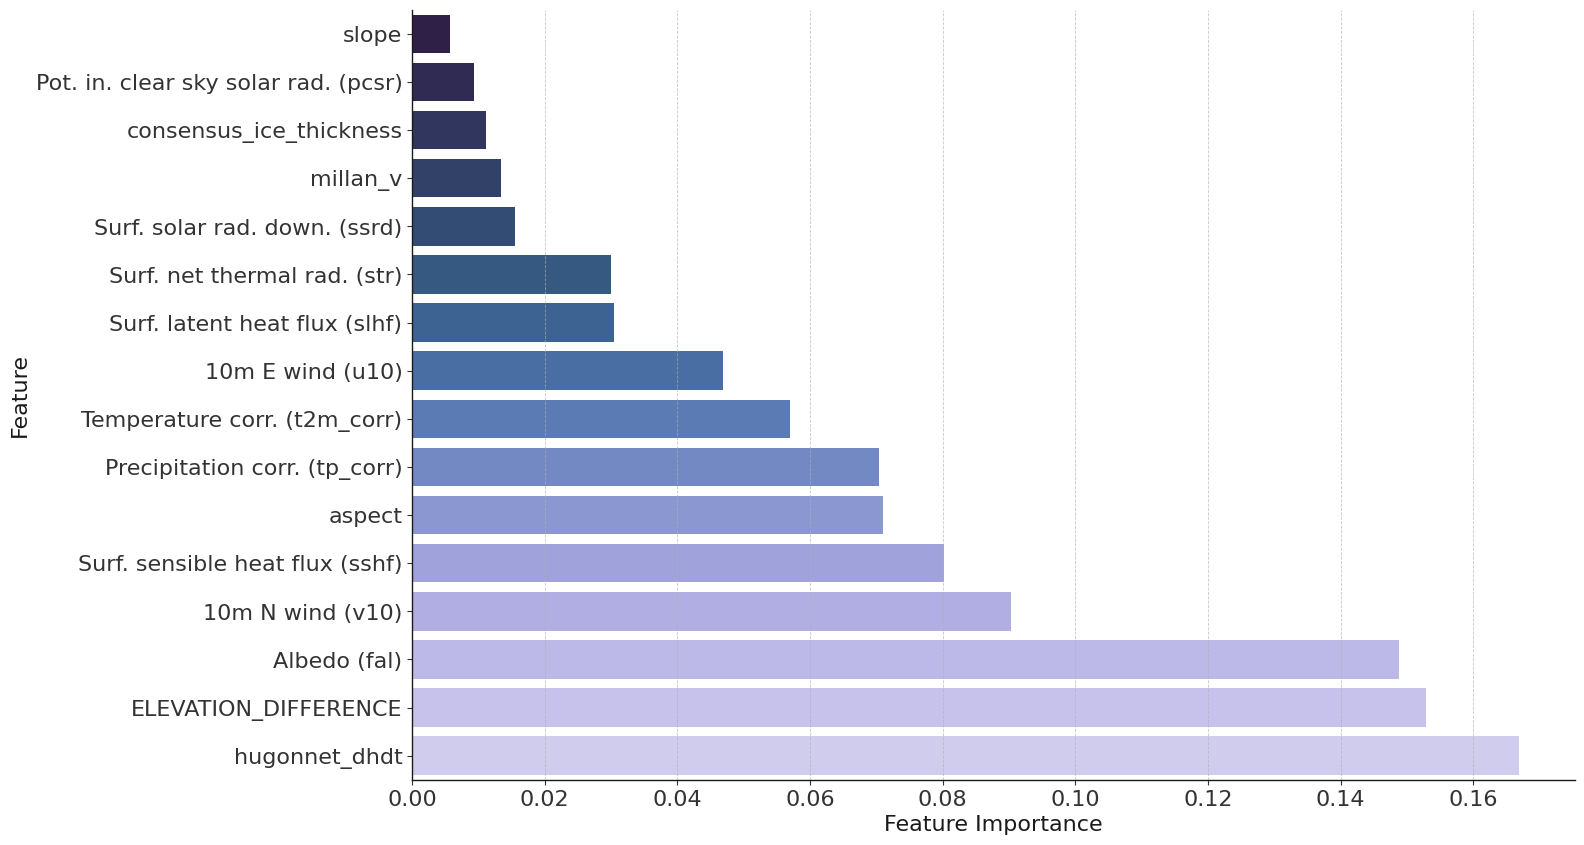 slope
Pot. in. clear sky solar rad. (pcsr)
consensus_ice_thickness
millan_v
Surf. solar rad. down. (ssrd)
Surf. net thermal rad. (str)
Surf. latent heat flux (slhf)
10m E wind (u10)
Temperature corr. (t2m_corr)
Precipitation corr. (tp_corr)
aspect
Surf. sensible heat flux (sshf)
10m N wind (v10)
Albedo (fal)
ELEVATION_DIFFERENCE
hugonnet_dhdt
Feature
0.00 0.02 0.04 0.06 0.08 0.10 0.12 0.14 0.16
Feature Importance